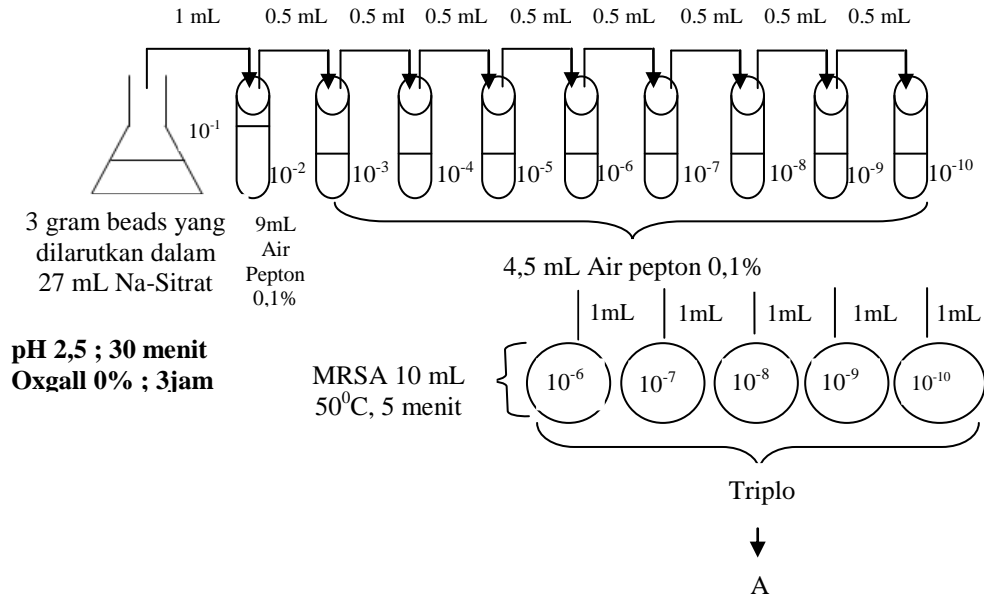 1 mL 0.5 mL 0.5 ml 0.5 mL 0.5 mL 0.5 mL 0.5 mL 0.5 mL 0.5 mL
10⁻¹ 10⁻² 10⁻³ 10⁻⁴ 10⁻⁵ 10⁻⁶ 10⁻⁷ 10⁻⁸ 10⁻⁹ 10⁻¹⁰
3 gram beads yang
dilarutkan dalam
27 mL Na-Sitrat
9mL
Air
Pepton
0,1%
4,5 mL Air pepton 0,1%
pH 2,5 ; 30 menit
Oxgall 0% ; 3jam
1mL 1mL 1mL 1mL 1mL
MRSA 10 mL
50⁰C, 5 menit
10⁻⁶ 10⁻⁷ 10⁻⁸ 10⁻⁹ 10⁻¹⁰
Triplo
A